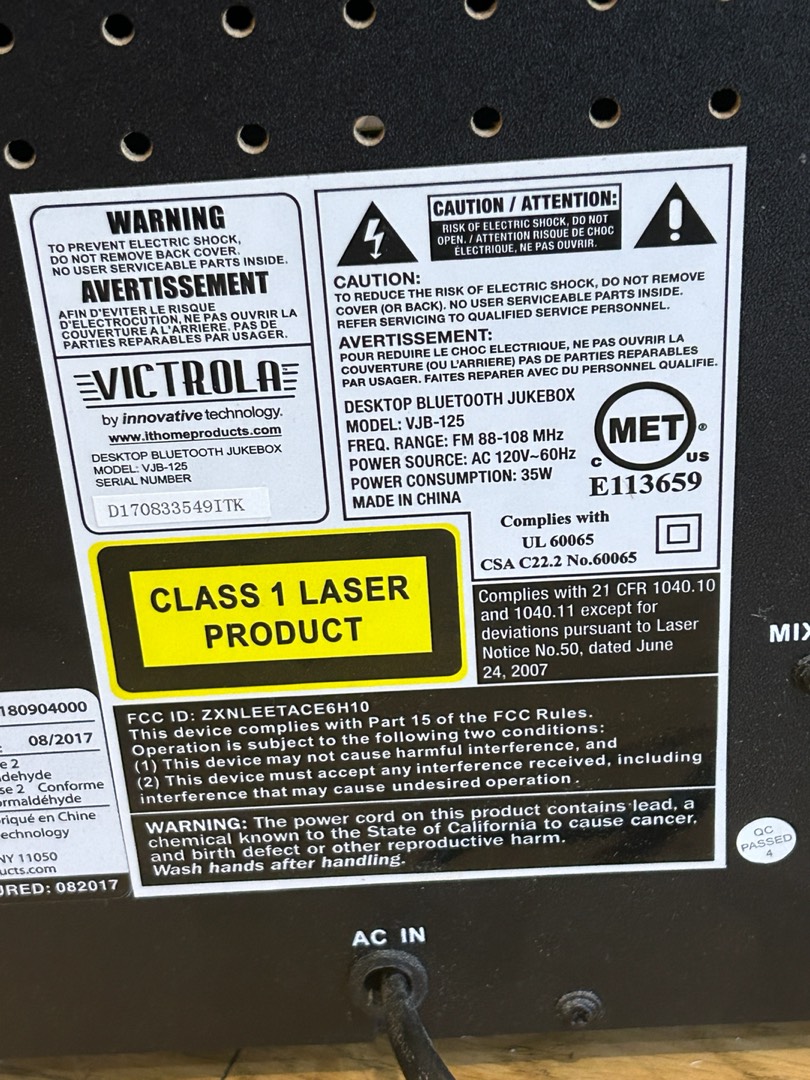 WARNING
TO PREVENT ELECTRIC SHOCK,
DO NOT REMOVE BACK COVER.
NO USER SERVICEABLE PARTS INSIDE.
AVERTISSEMENT
AFIN D'EVITER LE RISQUE
D'ELECTROCUTION, NE PAS OUVRIR LA
COUVERTURE A L'ARRIERE. PAS DE
PARTIES REPARABLES PAR USAGER.
VICTROLA
by innovative technology.
www.ithomeproducts.com
DESKTOP BLUETOOTH JUKEBOX
MODEL: VJB-125
SERIAL NUMBER
D170833549ITK
CAUTION / ATTENTION:
RISK OF ELECTRIC SHOCK, DO NOT
OPEN. / ATTENTION RISQUE DE CHOC
ÉLECTRIQUE, NE PAS OUVRIR.
CAUTION:
TO REDUCE THE RISK OF ELECTRIC SHOCK, DO NOT REMOVE
COVER (OR BACK). NO USER SERVICEABLE PARTS INSIDE.
REFER SERVICING TO QUALIFIED SERVICE PERSONNEL.
AVERTISSEMENT:
POUR REDUIRE LE CHOC ELECTRIQUE, NE PAS OUVRIR LA
COUVERTURE (OU L'ARRIERE) PAS DE PARTIES REPARABLES
PAR USAGER. FAITES REPARER AVEC DU PERSONNEL QUALIFIE.
DESKTOP BLUETOOTH JUKEBOX
MODEL: VJB-125
FREQ. RANGE: FM 88-108 MHz
POWER SOURCE: AC 120V~60Hz
POWER CONSUMPTION: 35W
MADE IN CHINA
MET ®
C US
E113659
Complies with
UL 60065
CSA C22.2 No.60065
CLASS 1 LASER
PRODUCT
Complies with 21 CFR 1040.10
and 1040.11 except for
deviations pursuant to Laser
Notice No.50, dated June
24, 2007
FCC ID: ZXNLEETACE6H10
This device complies with Part 15 of the FCC Rules.
Operation is subject to the following two conditions:
(1) This device may not cause harmful interference, and
(2) This device must accept any interference received, including
interference that may cause undesired operation.
WARNING: The power cord on this product contains lead, a
chemical known to the State of California to cause cancer,
and birth defect or other reproductive harm.
Wash hands after handling.
180904000
08/2017
e 2
dehyde
se 2 Conforme
rmaldéhyde
riqué en Chine
echnology
NY 11050
ucts.com
URED: 082017
MIX
QC
PASSED
4
AC IN